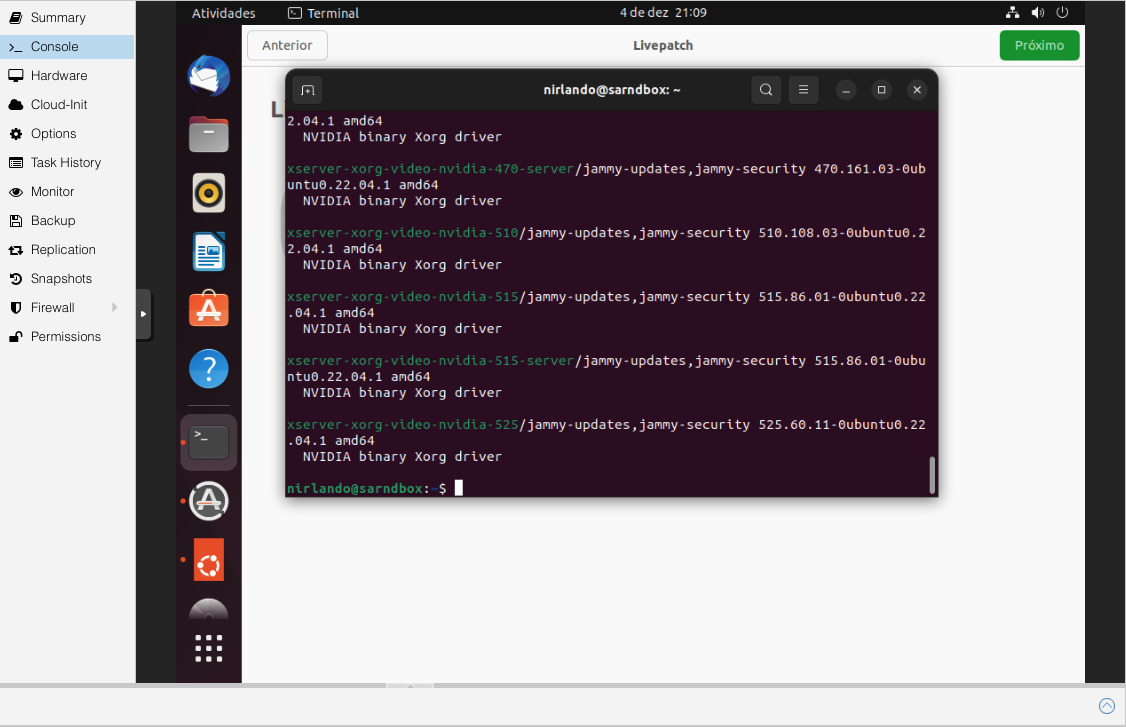 Summary
Console
Hardware
Cloud-Init
Options
Task History
Monitor
Backup
Replication
Snapshots
Firewall
Permissions
Atividades
Terminal
4 de dez 21:09
Anterior
Livepatch
Próximo
nirlando@sarndbox: ~
2.04.1 amd64
NVIDIA binary Xorg driver
xserver-xorg-video-nvidia-470-server/jammy-updates,jammy-security 470.161.03-0ub
untu0.22.04.1 amd64
NVIDIA binary Xorg driver
xserver-xorg-video-nvidia-510/jammy-updates,jammy-security 510.108.03-0ubuntu0.2
2.04.1 amd64
NVIDIA binary Xorg driver
xserver-xorg-video-nvidia-515/jammy-updates,jammy-security 515.86.01-0ubuntu0.22
.04.1 amd64
NVIDIA binary Xorg driver
xserver-xorg-video-nvidia-515-server/jammy-updates,jammy-security 515.86.01-0ubu
ntu0.22.04.1 amd64
NVIDIA binary Xorg driver
xserver-xorg-video-nvidia-525/jammy-updates,jammy-security 525.60.11-0ubuntu0.22
.04.1 amd64
NVIDIA binary Xorg driver
nirlando@sarndbox:~$